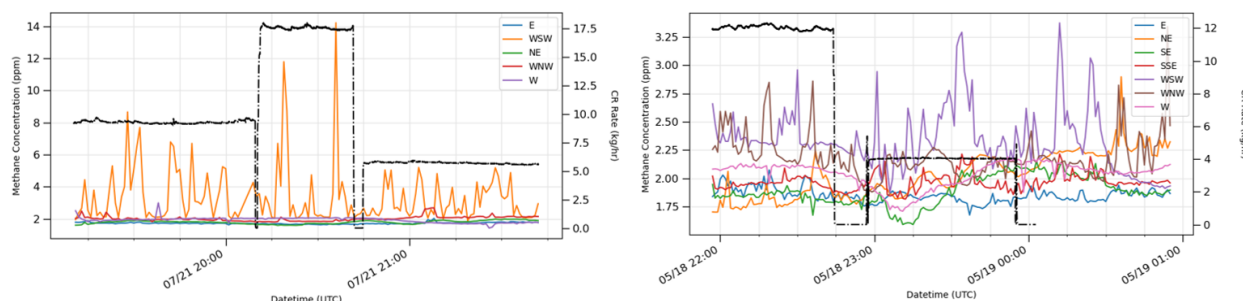 14
12
10
8
6
4
2
Methane Concentration (ppm)
E
WSW
NE
WNW
W
17.5
15.0
12.5
10.0
7.5
5.0
2.5
0.0
CR Rate (kg/hr)
07/21 20:00
07/21 21:00
Datetime (UTC)
3.25
3.00
2.75
2.50
2.25
2.00
1.75
Methane Concentration (ppm)
E
NE
SE
SSE
WSW
WNW
W
12
10
8
6
4
2
0
05/18 22:00
05/18 23:00
05/19 00:00
05/19 01:00
Datetime (UTC)